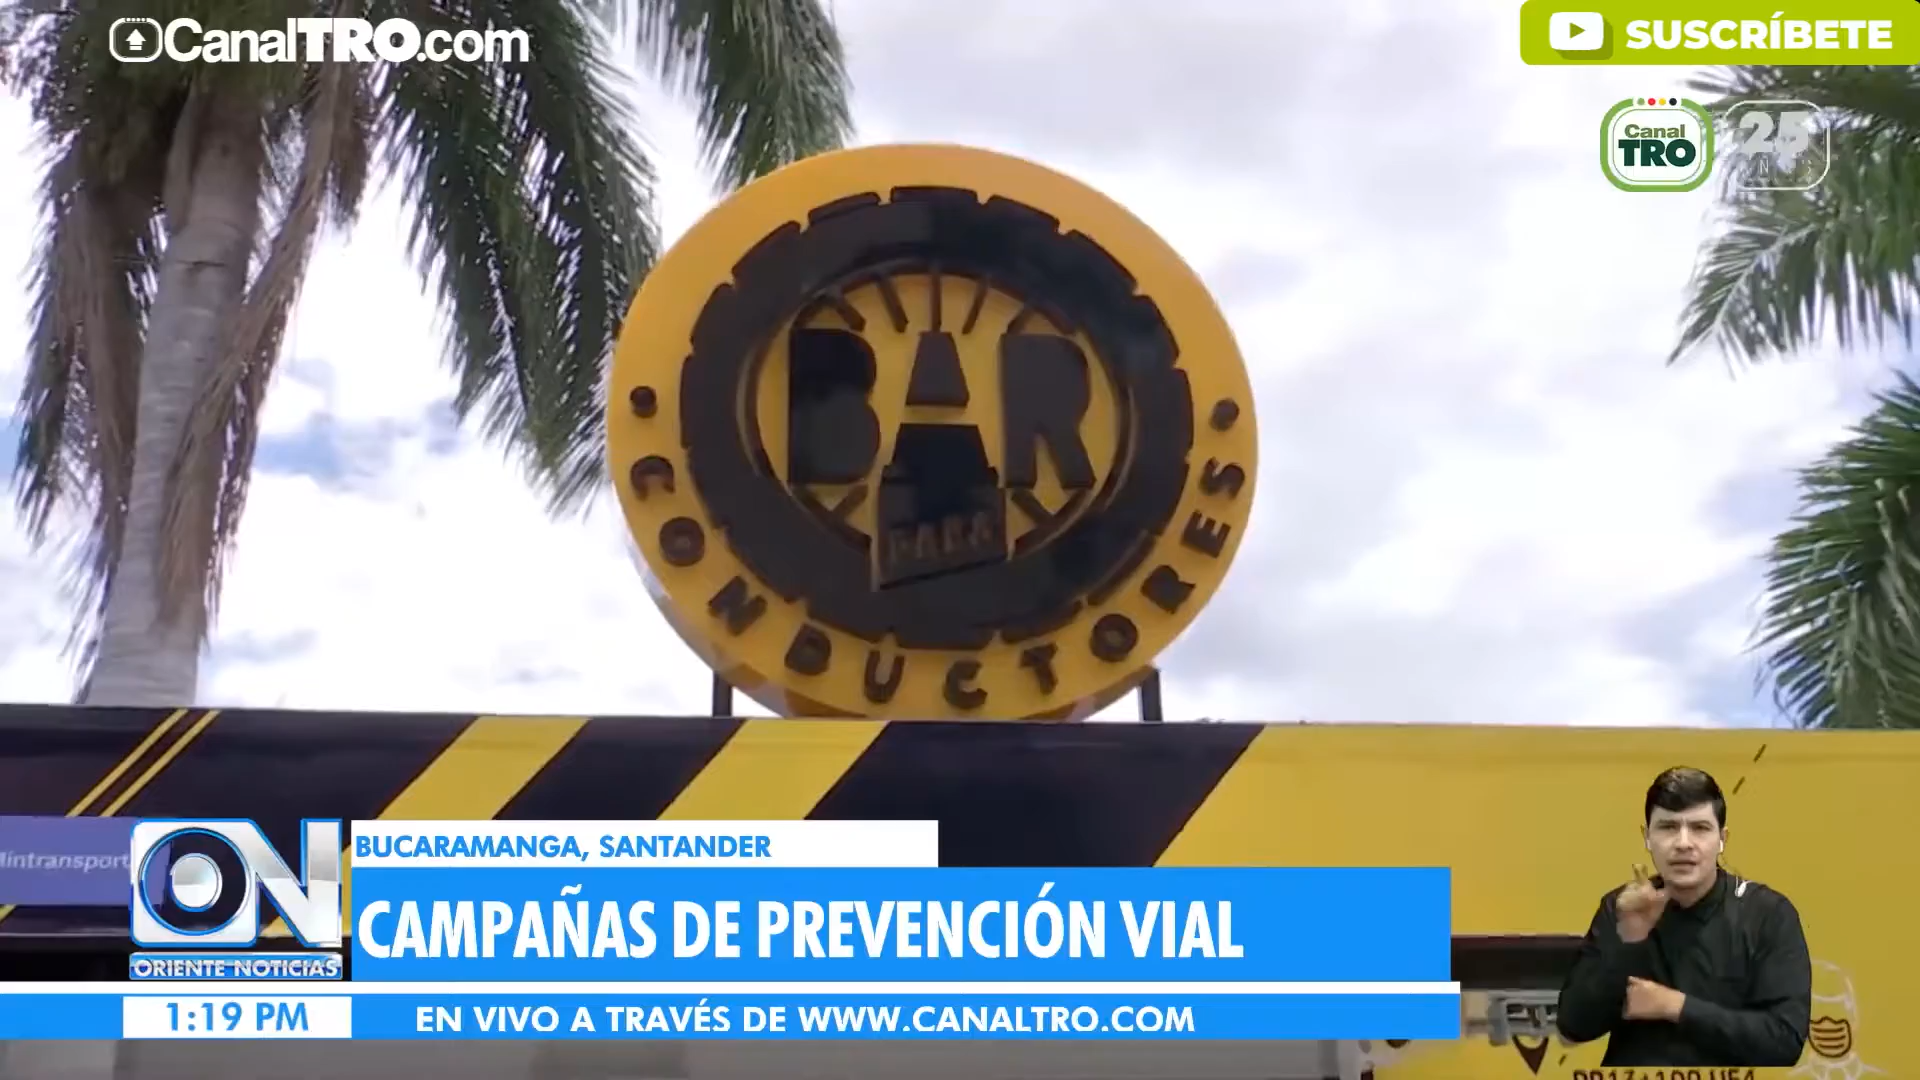 CanalTRO.com
SUSCRÍBETE
Canal
TRO
25
BAR
PARA
CONDUCTORES
BUCARAMANGA, SANTANDER
CAMPAÑAS DE PREVENCIÓN VIAL
ON
ORIENTE NOTICIAS
1:19 PM
EN VIVO A TRAVÉS DE WWW.CANALTRO.COM